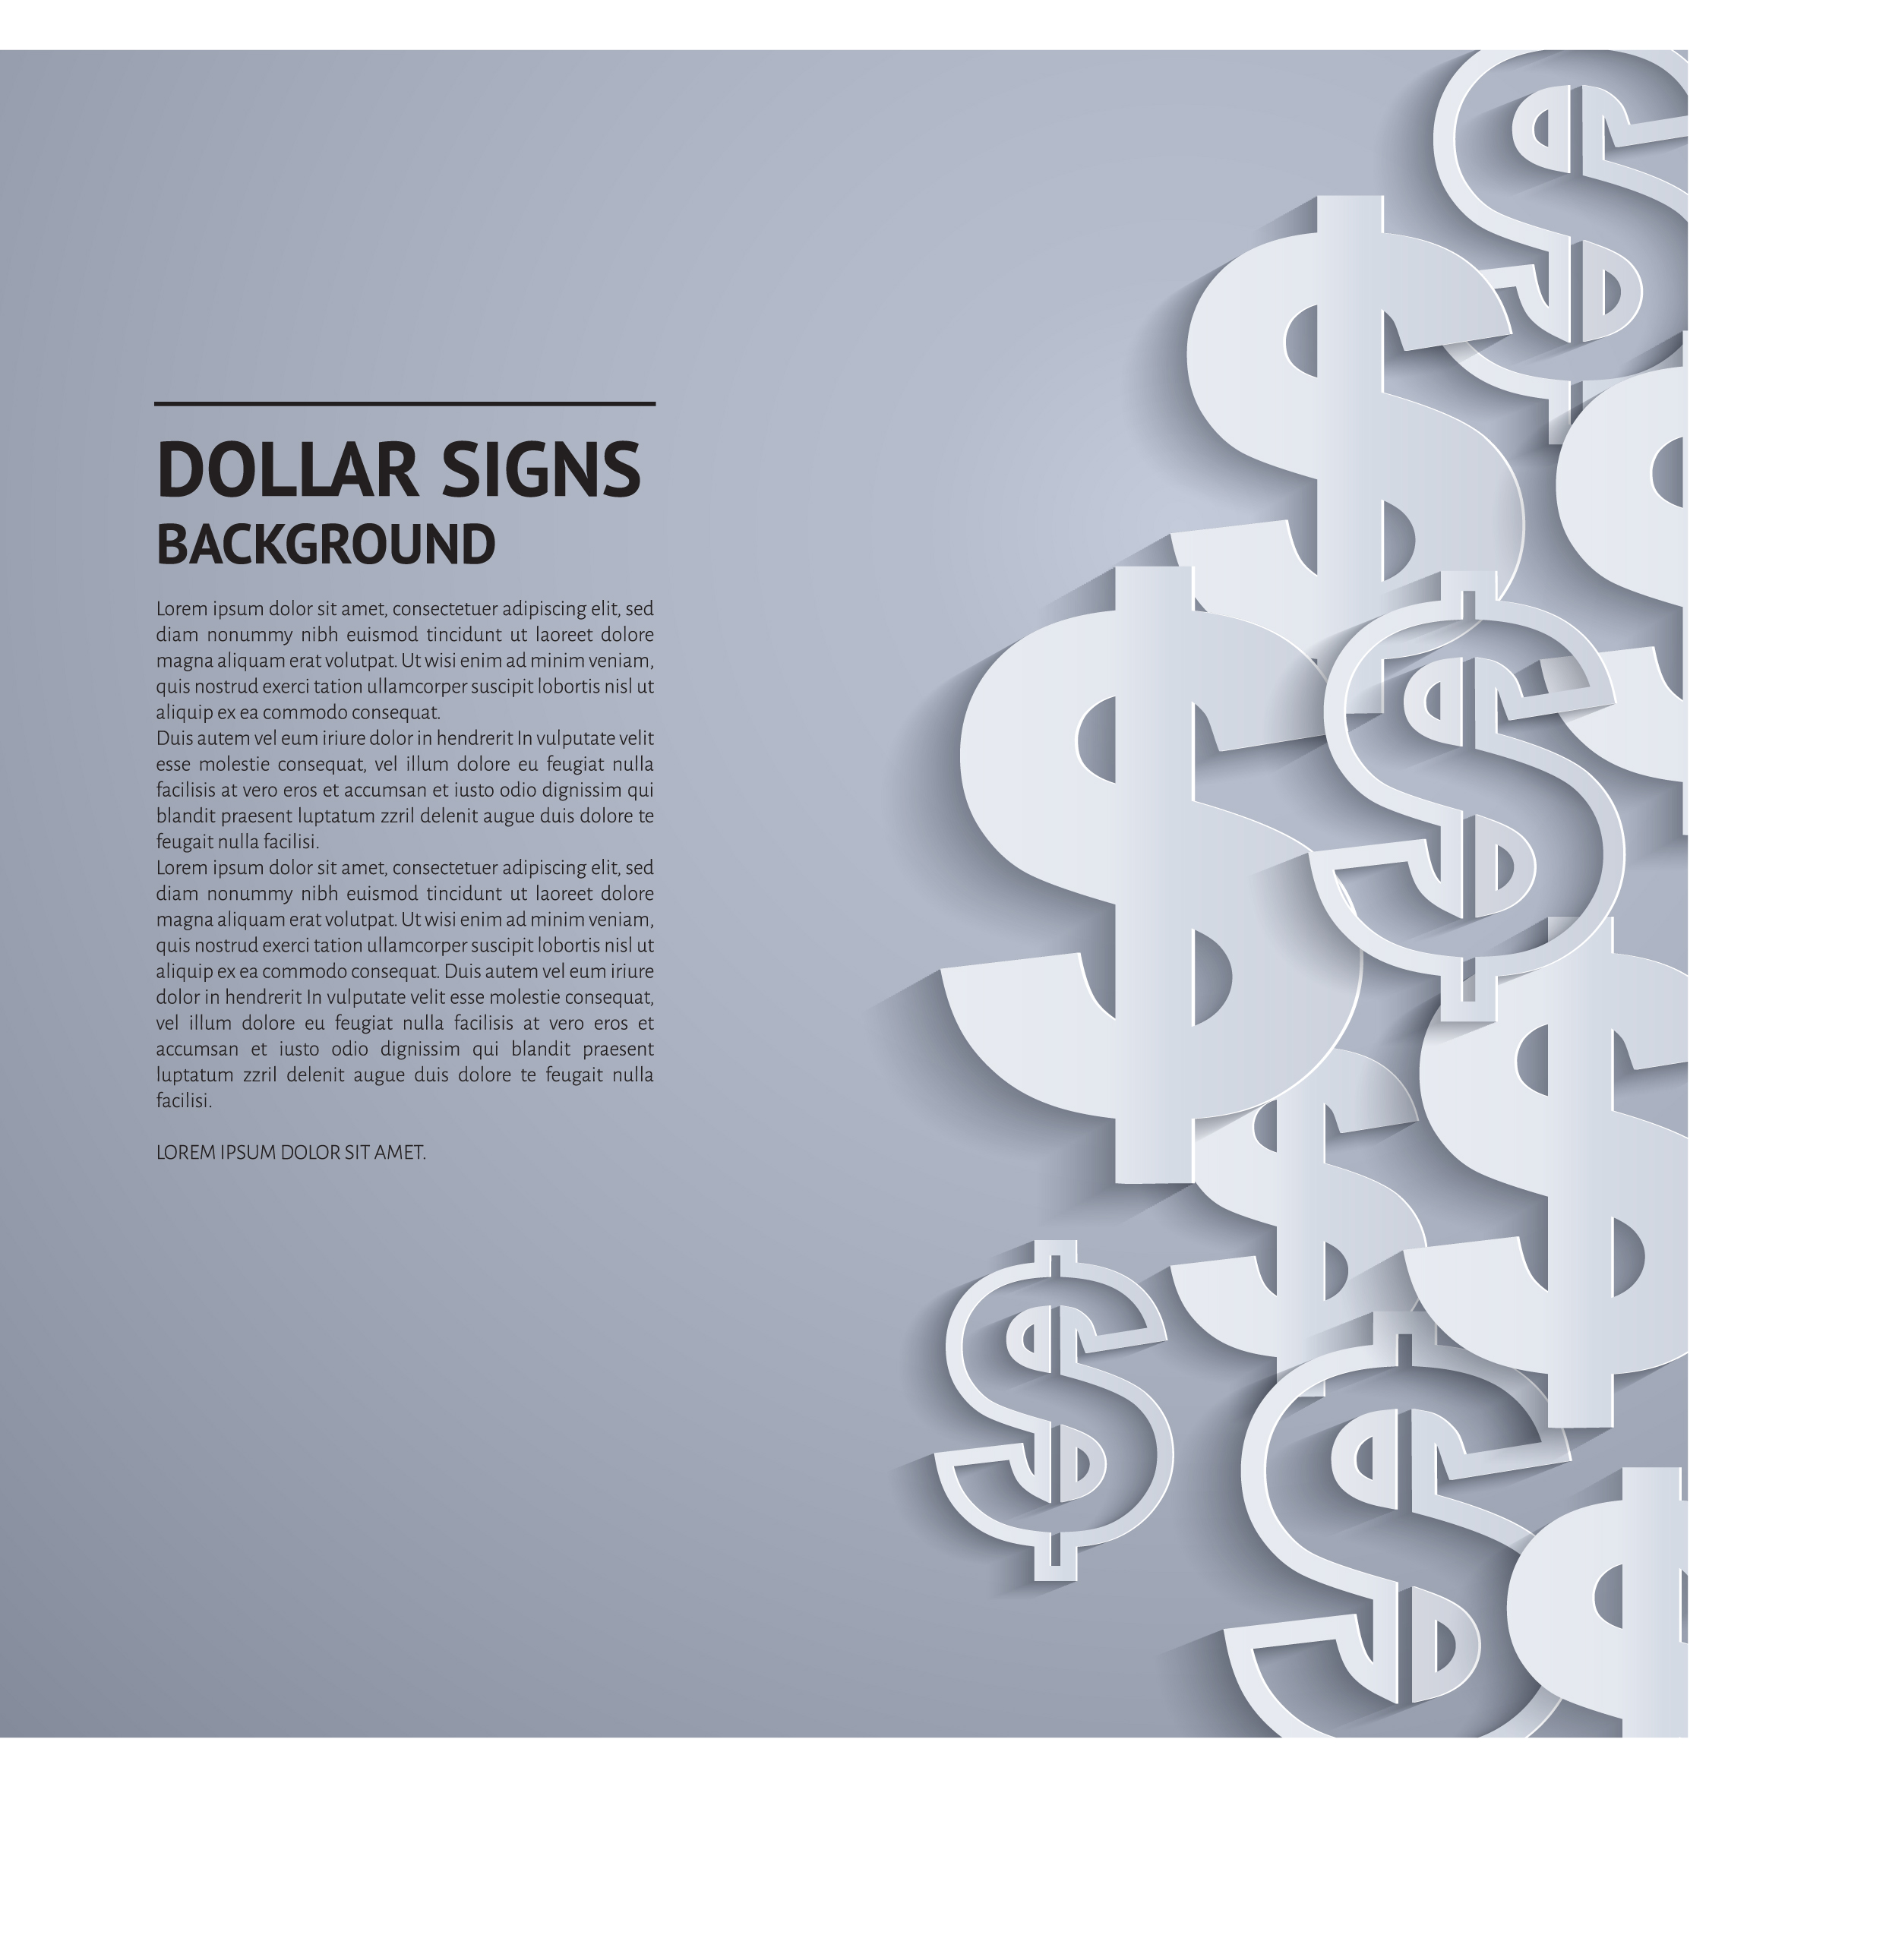 DOLLAR SIGNS
BACKGROUND
Lorem ipsum dolor sit amet, consectetuer adipiscing elit, sed
diam nonummy nibh euismod tincidunt ut laoreet dolore
magna aliquam erat volutpat. Ut wisi enim ad minim veniam,
quis nostrud exerci tation ullamcorper suscipit lobortis nisl ut
aliquip ex ea commodo consequat.
Duis autem vel eum iriure dolor in hendrerit In vulputate velit
esse molestie consequat, vel illum dolore eu feugiat nulla
facilisis at vero eros et accumsan et iusto odio dignissim qui
blandit praesent luptatum zzril delenit augue duis dolore te
feugait nulla facilisi.
Lorem ipsum dolor sit amet, consectetuer adipiscing elit, sed
diam nonummy nibh euismod tincidunt ut laoreet dolore
magna aliquam erat volutpat. Ut wisi enim ad minim veniam,
quis nostrud exerci tation ullamcorper suscipit lobortis nisl ut
aliquip ex ea commodo consequat. Duis autem vel eum iriure
dolor in hendrerit In vulputate velit esse molestie consequat,
vel illum dolore eu feugiat nulla facilisis at vero eros et
accumsan et iusto odio dignissim qui blandit praesent
luptatum zzril delenit augue duis dolore te feugait nulla
facilisi.
LOREM IPSUM DOLOR SIT AMET.